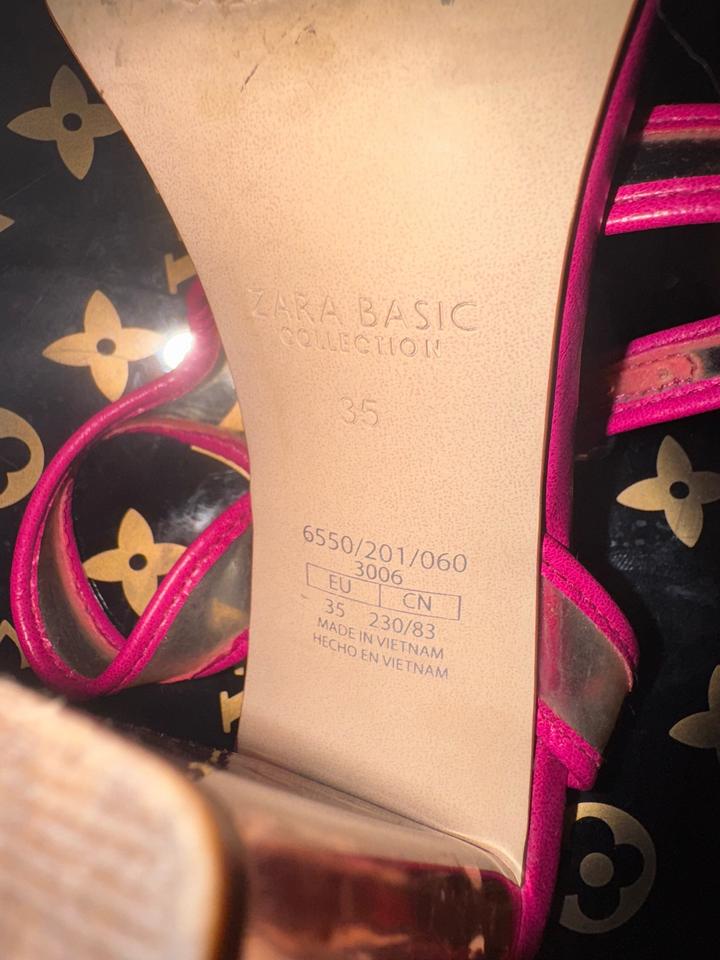 ZARA BASIC
COLLECTION
35
6550/201/060
3006
EU CN
35 230/83
MADE IN VIETNAM
HECHO EN VIETNAM